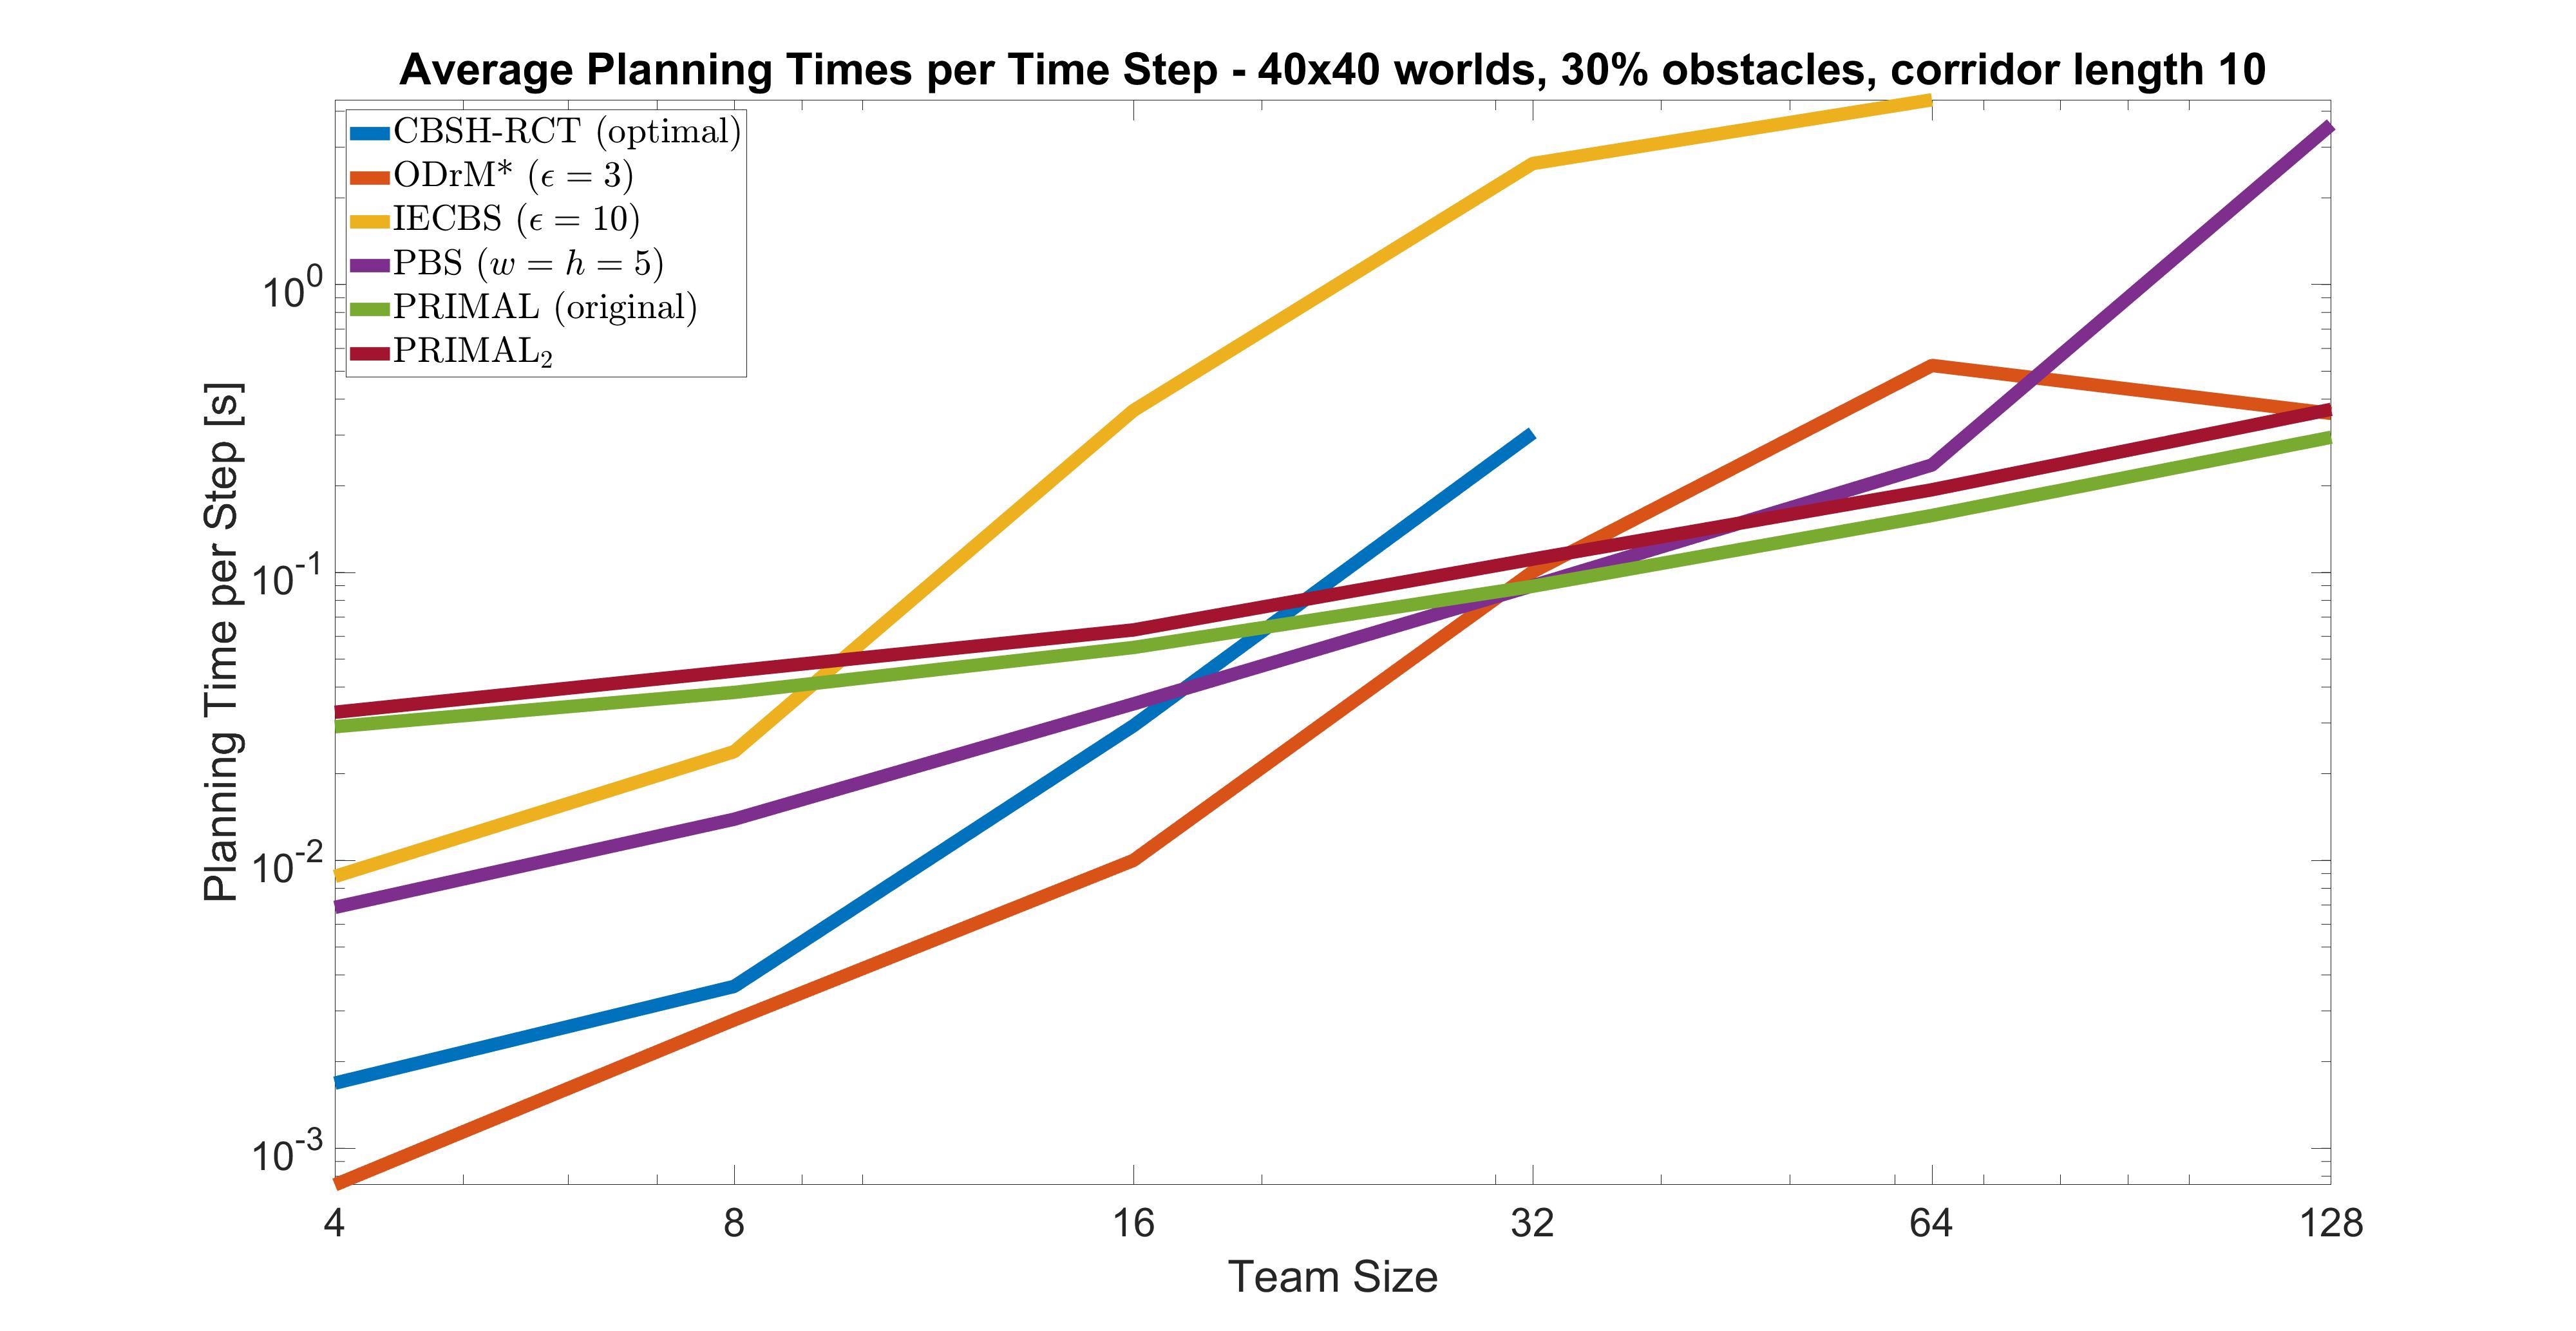 Average Planning Times per Time Step - 40x40 worlds, 30% obstacles, corridor length 10
CBSH-RCT (optimal)
ODrM* (ϵ = 3)
IECBS (ϵ = 10)
PBS (w = h = 5)
PRIMAL (original)
PRIMAL₂
Planning Time per Step [s]
10⁰
10⁻¹
10⁻²
10⁻³
4 8 16 32 64 128
Team Size